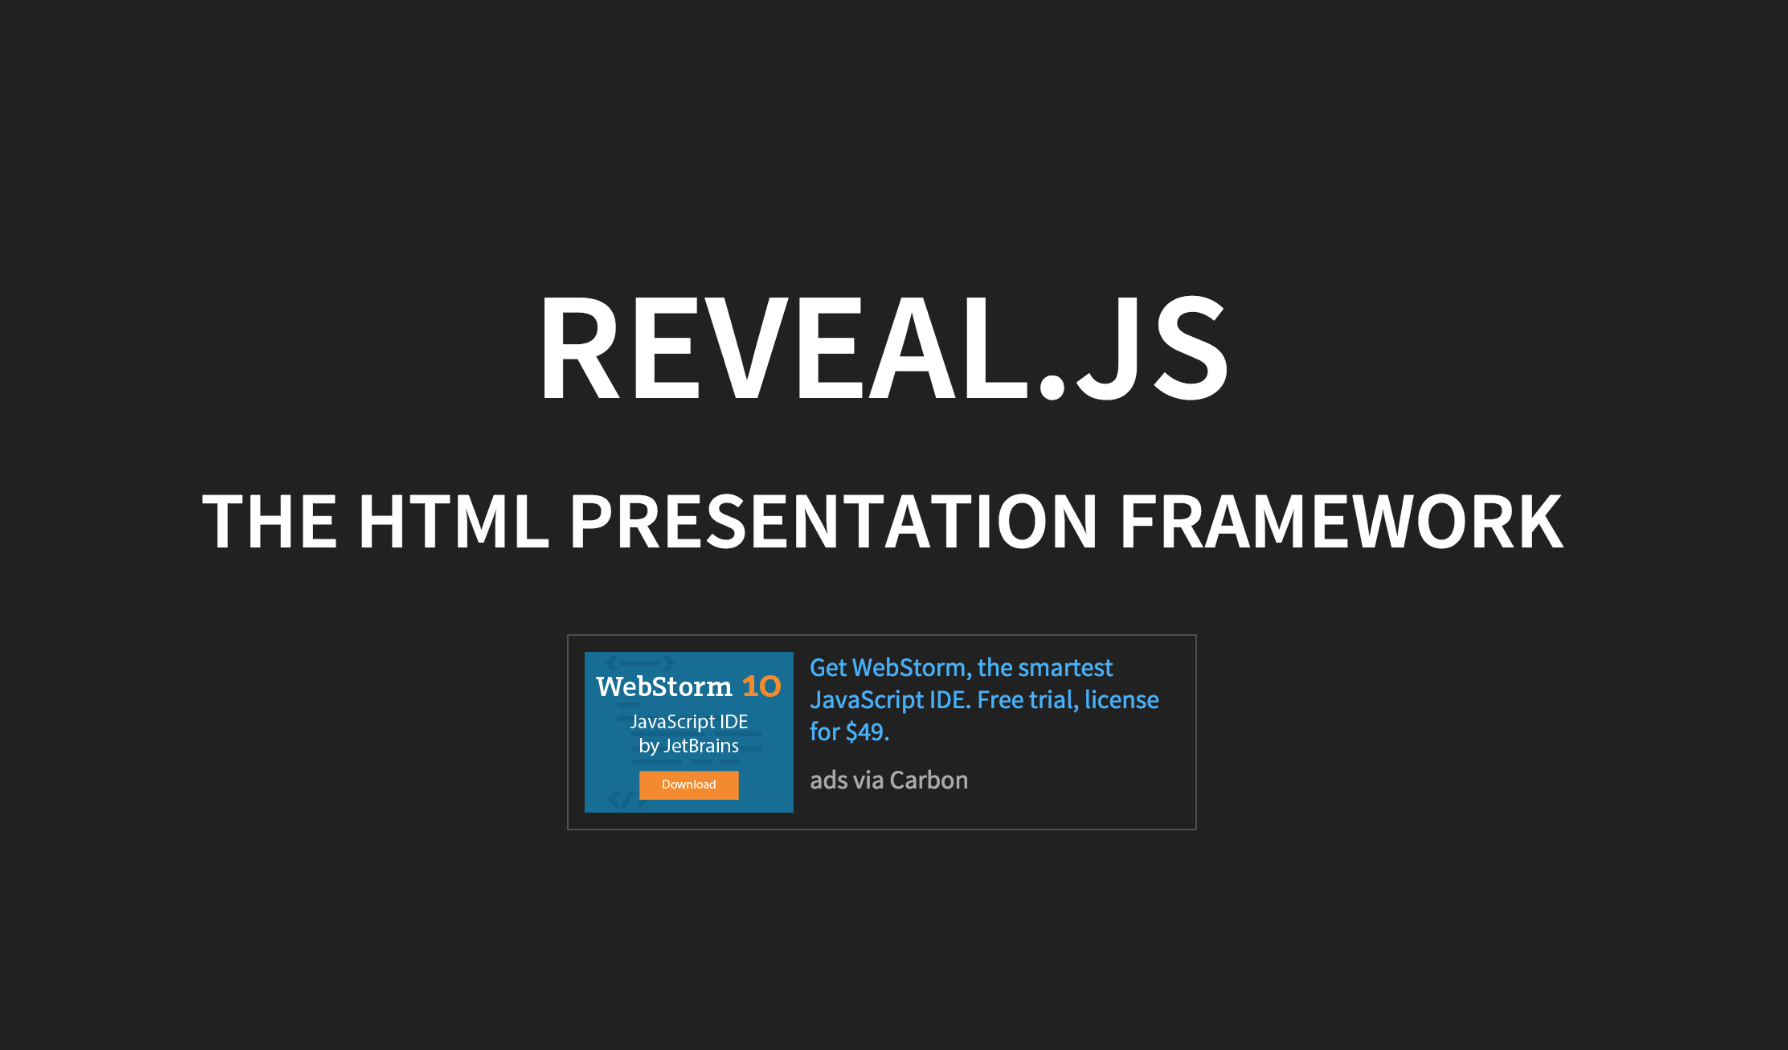 REVEAL.JS
THE HTML PRESENTATION FRAMEWORK
WebStorm 10
JavaScript IDE
by JetBrains
Download
Get WebStorm, the smartest
JavaScript IDE. Free trial, license
for $49.
ads via Carbon